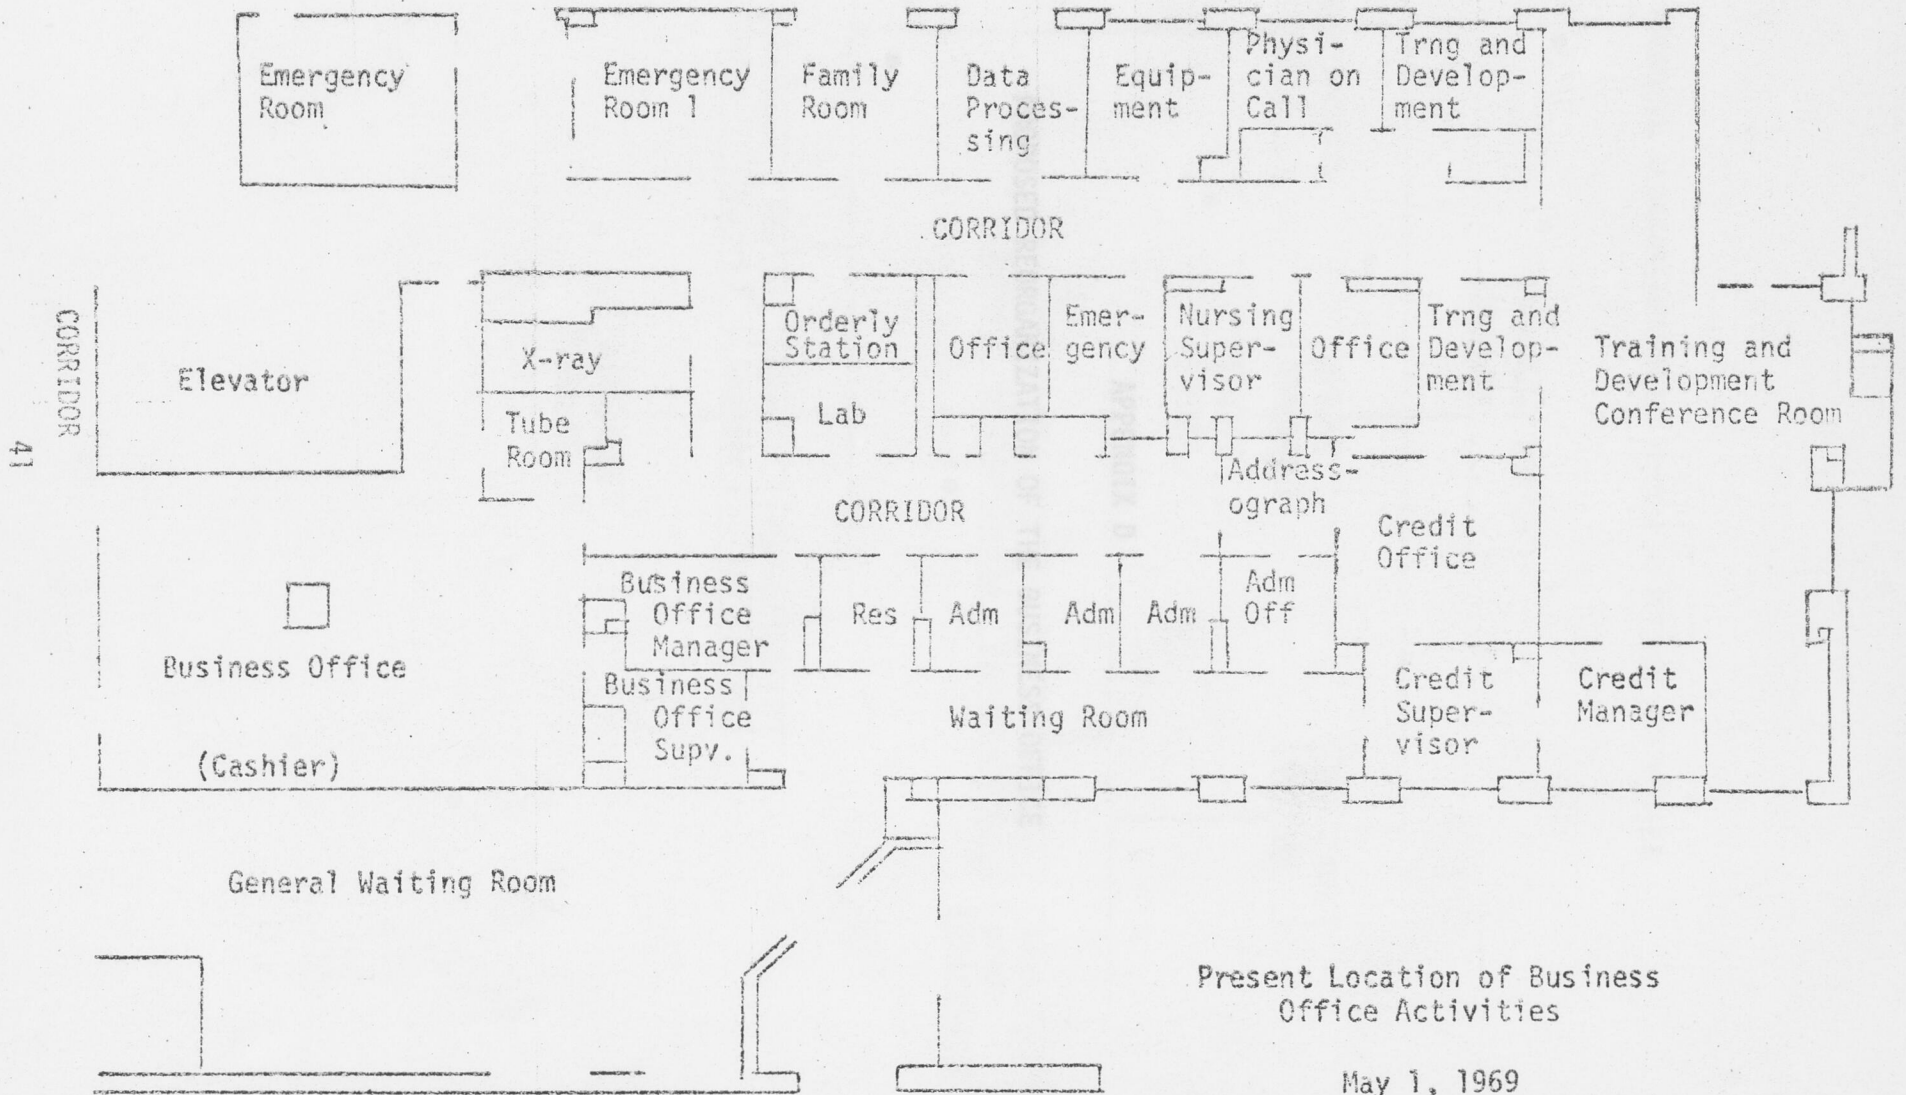 Emergency
Room
Emergency
Room 1
Family
Room
Data
Proces-
sing
Equip-
ment
Physi-
cian on
Call
Trng and
Develop-
ment
CORRIDOR
CORRIDOR
41
Elevator
X-ray
Tube
Room
Orderly
Station
Lab
Office
Emer-
gency
Nursing
Super-
visor
Office
Trng and
Develop-
ment
Training and
Development
Conference Room
CORRIDOR
Address-
ograph
Credit
Office
Business Office
(Cashier)
Business
Office
Manager
Res
Adm
Adm
Adm
Adm
Off
Business
Office
Supv.
Waiting Room
Credit
Super-
visor
Credit
Manager
General Waiting Room
Present Location of Business
Office Activities
May 1, 1969